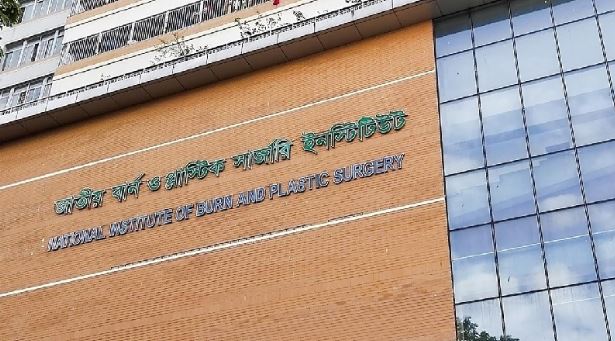 জাতীয় বার্ন ও প্লাস্টিক সার্জারি ইনস্টিটিউট
NATIONAL INSTITUTE OF BURN AND PLASTIC SURGERY